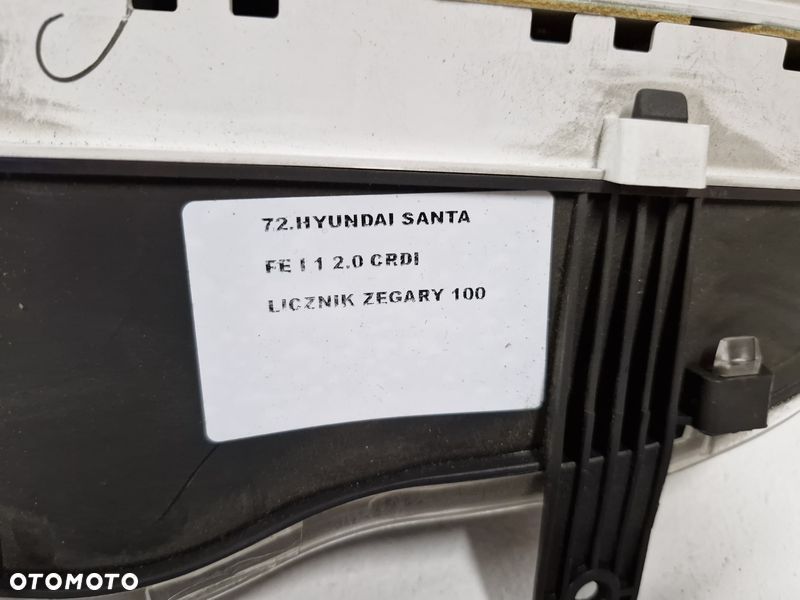 72.HYUNDAI SANTA
FE I 1 2.0 CRDI
LICZNIK ZEGARY 100
OTOMOTO